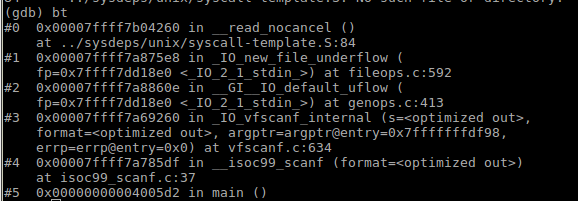 (gdb) bt
#0  0x00007ffff7b04260 in __read_nocancel ()
    at ../sysdeps/unix/syscall-template.S:84
#1  0x00007ffff7a875e8 in _IO_new_file_underflow (
    fp=0x7ffff7dd18e0 <_IO_2_1_stdin_>) at fileops.c:592
#2  0x00007ffff7a8860e in __GI__IO_default_uflow (
    fp=0x7ffff7dd18e0 <_IO_2_1_stdin_>) at genops.c:413
#3  0x00007ffff7a69260 in _IO_vfscanf_internal (s=<optimized out>,
    format=<optimized out>, argptr=argptr@entry=0x7fffffffdf98,
    errp=errp@entry=0x0) at vfscanf.c:634
#4  0x00007ffff7a785df in __isoc99_scanf (format=<optimized out>)
    at isoc99_scanf.c:37
#5  0x00000000004005d2 in main ()